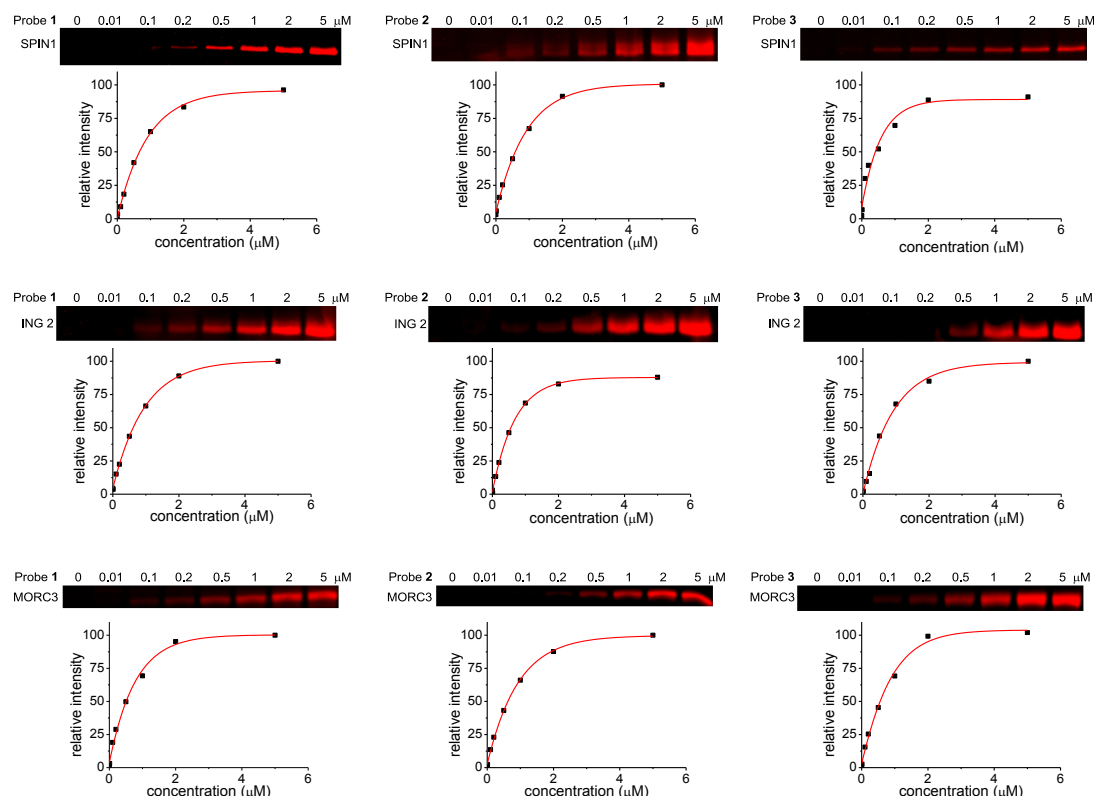 Probe 1 0 0.01 0.1 0.2 0.5 1 2 5 μM
SPIN1
100
75
50
25
0
relative intensity
0 2 4 6
concentration (μM)
Probe 2 0 0.01 0.1 0.2 0.5 1 2 5 μM
SPIN1
100
75
50
25
0
relative intensity
0 2 4 6
concentration (μM)
Probe 3 0 0.01 0.1 0.2 0.5 1 2 5 μM
SPIN1
100
75
50
25
0
relative intensity
0 2 4 6
concentration (μM)
Probe 1 0 0.01 0.1 0.2 0.5 1 2 5 μM
ING 2
100
75
50
25
0
relative intensity
0 2 4 6
concentration (μM)
Probe 2 0 0.01 0.1 0.2 0.5 1 2 5 μM
ING 2
100
75
50
25
0
relative intensity
0 2 4 6
concentration (μM)
Probe 3 0 0.01 0.1 0.2 0.5 1 2 5 μM
ING 2
100
75
50
25
0
relative intensity
0 2 4 6
concentration (μM)
Probe 1 0 0.01 0.1 0.2 0.5 1 2 5 μM
MORC3
100
75
50
25
0
relative intensity
0 2 4 6
concentration (μM)
Probe 2 0 0.01 0.1 0.2 0.5 1 2 5 μM
MORC3
100
75
50
25
0
relative intensity
0 2 4 6
concentration (μM)
Probe 3 0 0.01 0.1 0.2 0.5 1 2 5 μM
MORC3
100
75
50
25
0
relative intensity
0 2 4 6
concentration (μM)